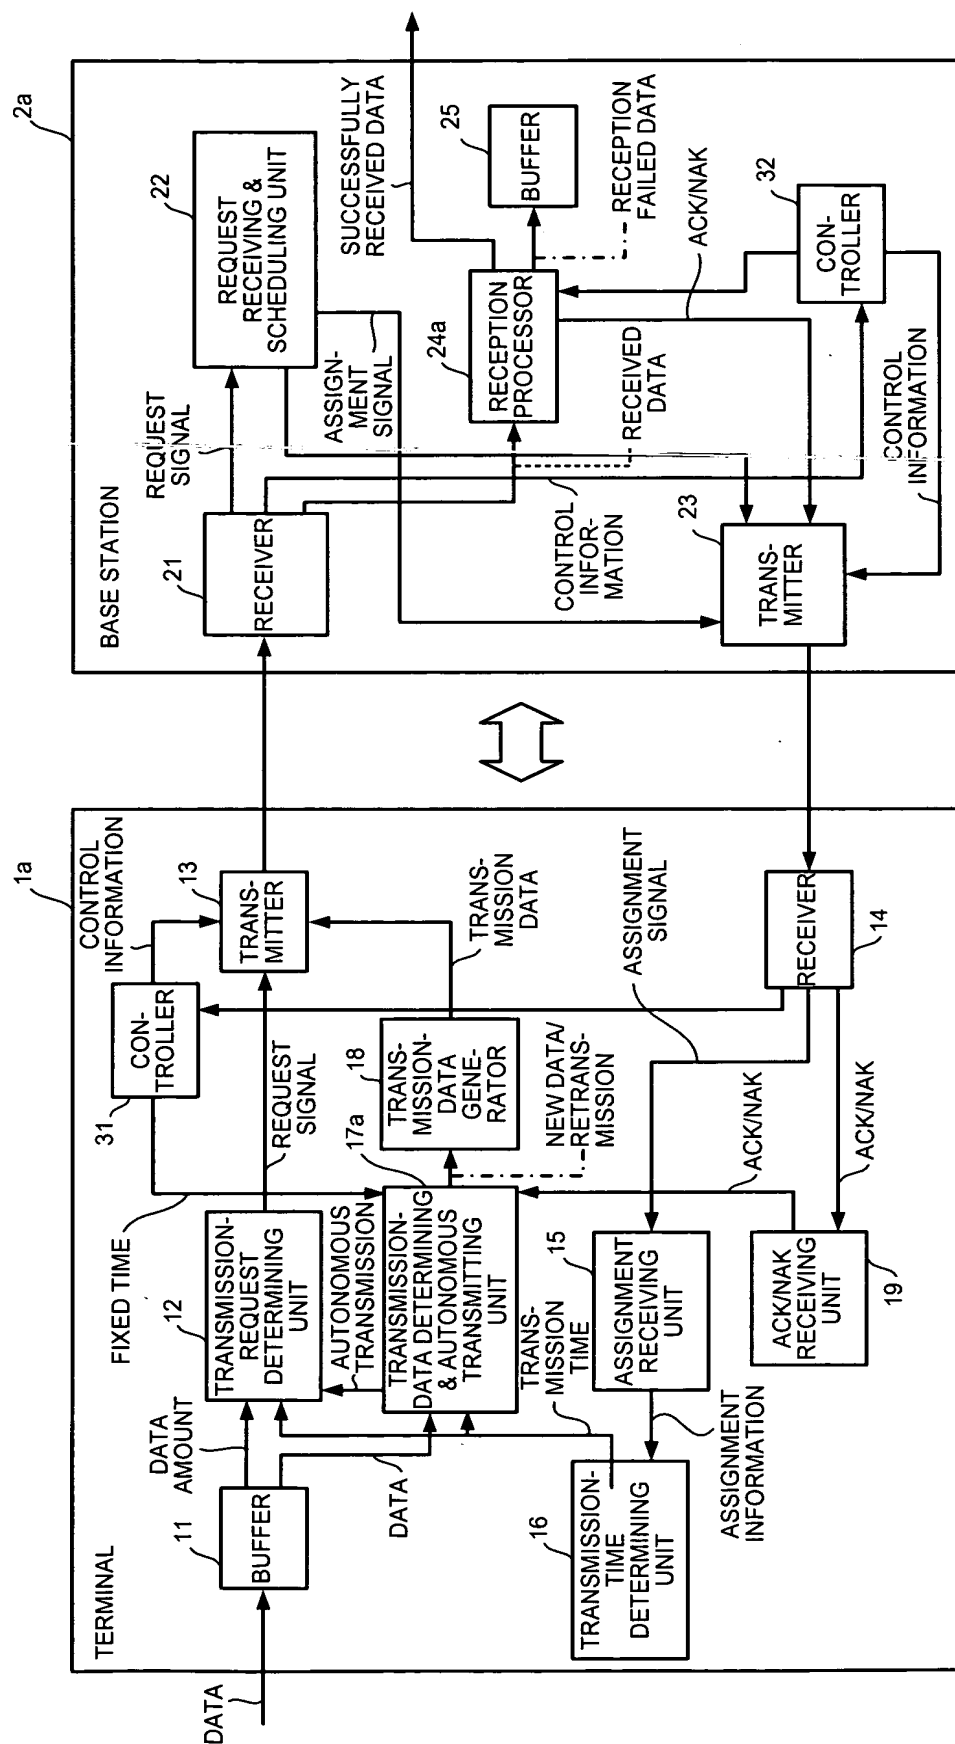 TERMINAL
1a
DATA
11
BUFFER
DATA
AMOUNT
DATA
FIXED TIME
12
TRANSMISSION-
REQUEST
DETERMINING
UNIT
AUTONOMOUS
TRANSMISSION
31
CON-
TROLLER
CONTROL
INFORMATION
REQUEST
SIGNAL
13
TRANS-
MITTER
17a
TRANSMISSION-
DATA DETERMINING
& AUTONOMOUS
TRANSMITTING
UNIT
18
TRANS-
MISSION-
DATA
GENE-
RATOR
TRANS-
MISSION
DATA
NEW DATA/
RETRANS-
MISSION
TRANS-
MISSION
TIME
16
TRANSMISSION-
TIME
DETERMINING
UNIT
ASSIGNMENT
INFORMATION
15
ASSIGNMENT
RECEIVING
UNIT
ASSIGNMENT
SIGNAL
ACK/NAK
ACK/NAK
RECEIVING
UNIT
19
ACK/NAK
RECEIVER
14
BASE STATION
2a
21
RECEIVER
REQUEST
SIGNAL
22
REQUEST
RECEIVING &
SCHEDULING UNIT
ASSIGN-
MENT
SIGNAL
SUCCESSFULLY
RECEIVED DATA
24a
RECEPTION
PROCESSOR
25
BUFFER
RECEPTION
FAILED DATA
RECEIVED
DATA
ACK/NAK
CONTROL
INFOR-
MATION
23
TRANS-
MITTER
32
CON-
TROLLER
CONTROL
INFORMATION